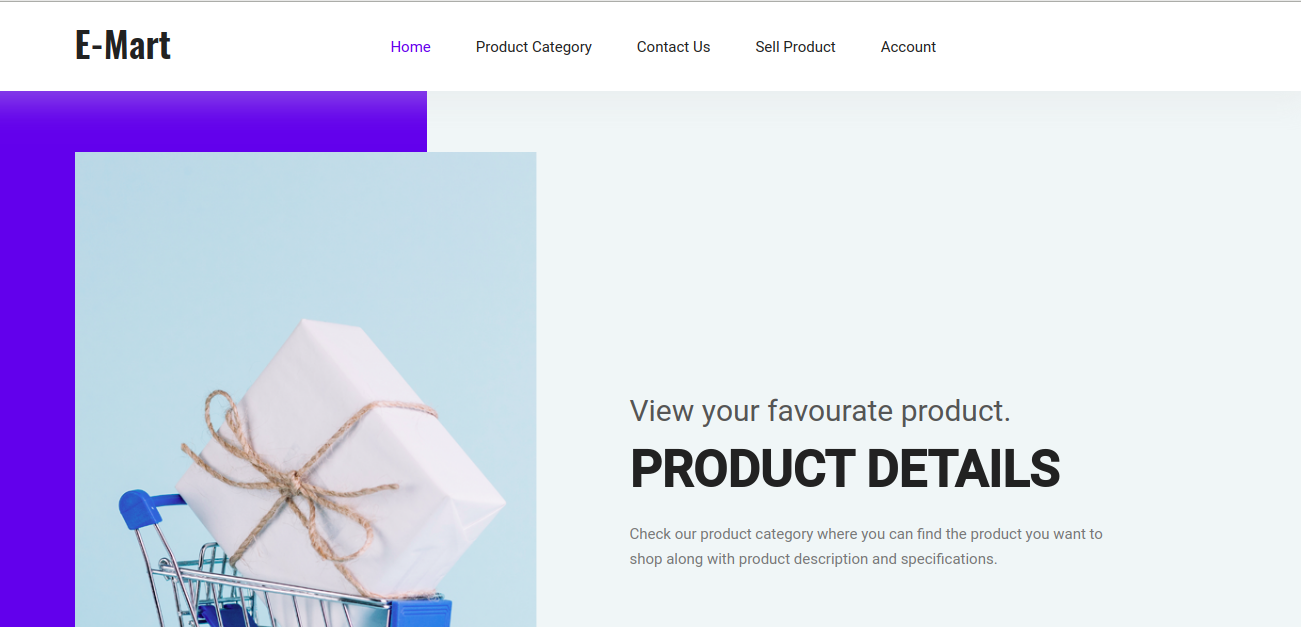 E-Mart
Home Product Category Contact Us Sell Product Account
View your favourate product.
PRODUCT DETAILS
Check our product category where you can find the product you want to
shop along with product description and specifications.